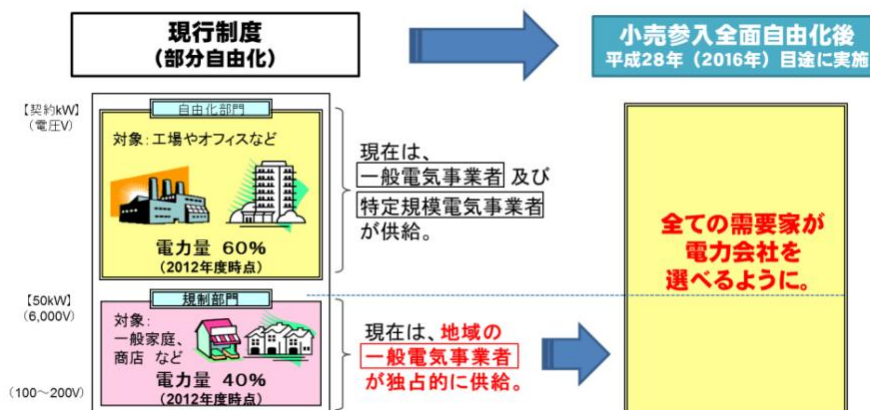 現行制度
(部分自由化)
小売参入全面自由化後
平成28年(2016年)目途に実施
【契約kW】
(電圧V)
自由化部門
対象:工場やオフィスなど
電力量 60%
(2012年度時点)
現在は、
一般電気事業者 及び
特定規模電気事業者
が供給。
全ての需要家が
電力会社を
選べるように。
【50kW】
(6,000V)
規制部門
対象:
一般家庭、
商店 など
電力量 40%
(2012年度時点)
(100~200V)
現在は、地域の
一般電気事業者
が独占的に供給。